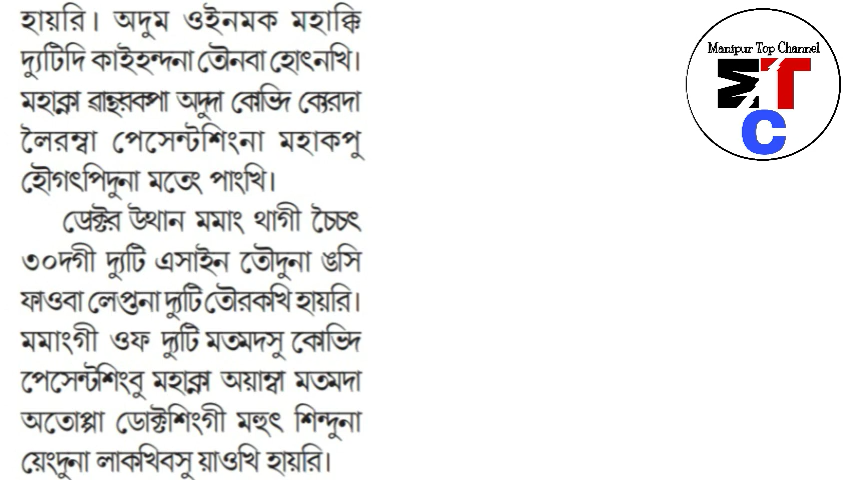 হায়রি। অদুম ওইনমক মহাক্কি
দ্যুটিদি কাইহন্দনা তৌনবা হোৎনখি।
মহাক্না ৱাহুরকপা অদুদা কোভিদ কেয়রদা
লৈরম্বা পেসেন্টশিংনা মহাকপু
হৌগৎপিদুনা মতেং পাংখি।
ডোক্টর উথান মমাং থাগী চৈচৎ
৩০দগী দ্যুটি এসাইন তৌদুনা ঙসি
ফাওবা লেপ্তনা দ্যুটি তৌরকখি হায়রি।
মমাংগী ওফ দ্যুটি মতমদসু কোভিদ
পেসেন্টশিংবু মহাক্না অয়াম্বা মতমদা
অতোপ্পা ডোক্টশিংগী মহুৎ শিন্দুনা
য়েংদুনা লাকখিবসু য়াওখি হায়রি।
Manipur Top Channel
MTC